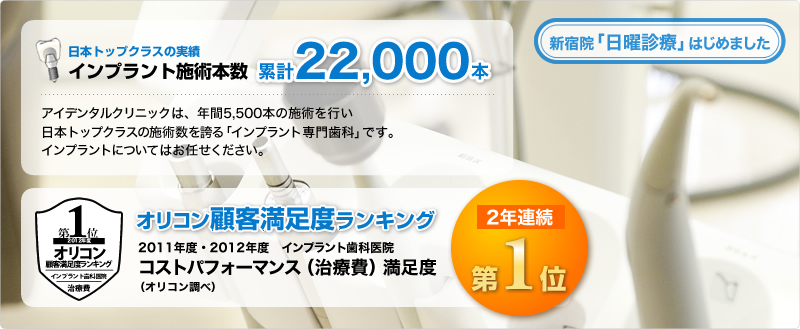 新宿院「日曜診療」はじめました
日本トップクラスの実績
インプラント施術本数 累計22,000本
アイデンタルクリニックは、年間5,500本の施術を行い
日本トップクラスの施術数を誇る「インプラント専門歯科」です。
インプラントについてはお任せください。
第1位
2012年度
オリコン
顧客満足度ランキング
インプラント歯科医院
治療費
オリコン顧客満足度ランキング
2011年度・2012年度 インプラント歯科医院
コストパフォーマンス（治療費）満足度
（オリコン調べ）
2年連続
第1位